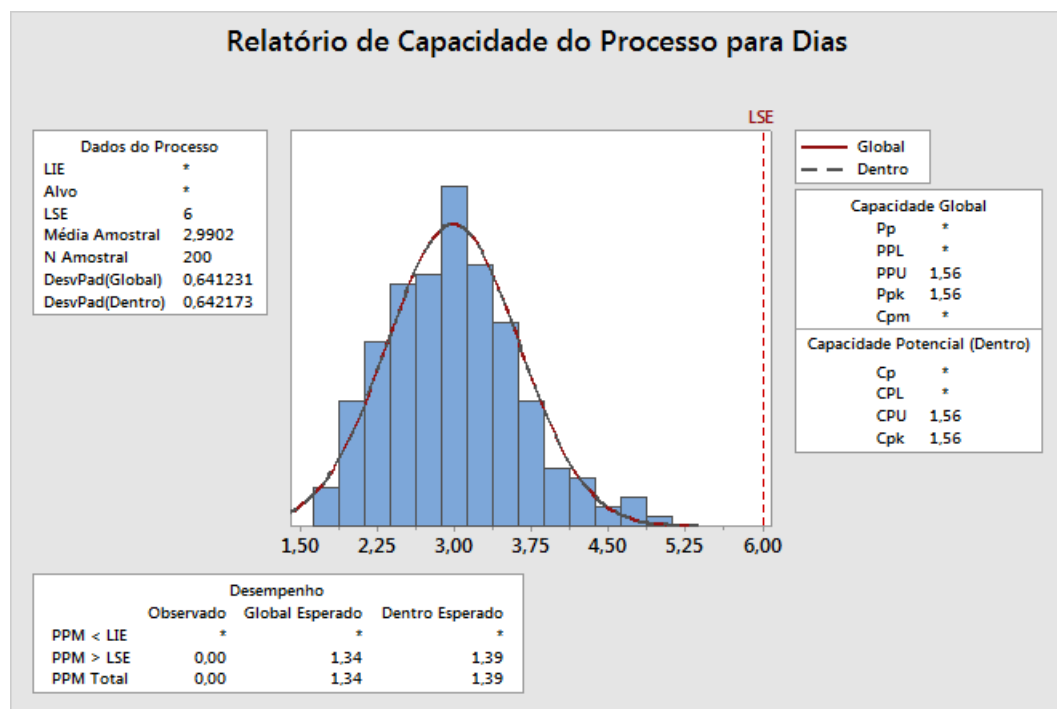 Relatório de Capacidade do Processo para Dias
LSE
Dados do Processo
LIE *
Alvo *
LSE 6
Média Amostral 2,9902
N Amostral 200
DesvPad(Global) 0,641231
DesvPad(Dentro) 0,642173
Global
Dentro
Capacidade Global
Pp *
PPL *
PPU 1,56
Ppk 1,56
Cpm *
Capacidade Potencial (Dentro)
Cp *
CPL *
CPU 1,56
Cpk 1,56
1,50 2,25 3,00 3,75 4,50 5,25 6,00
Desempenho
Observado Global Esperado Dentro Esperado
PPM < LIE * * *
PPM > LSE 0,00 1,34 1,39
PPM Total 0,00 1,34 1,39